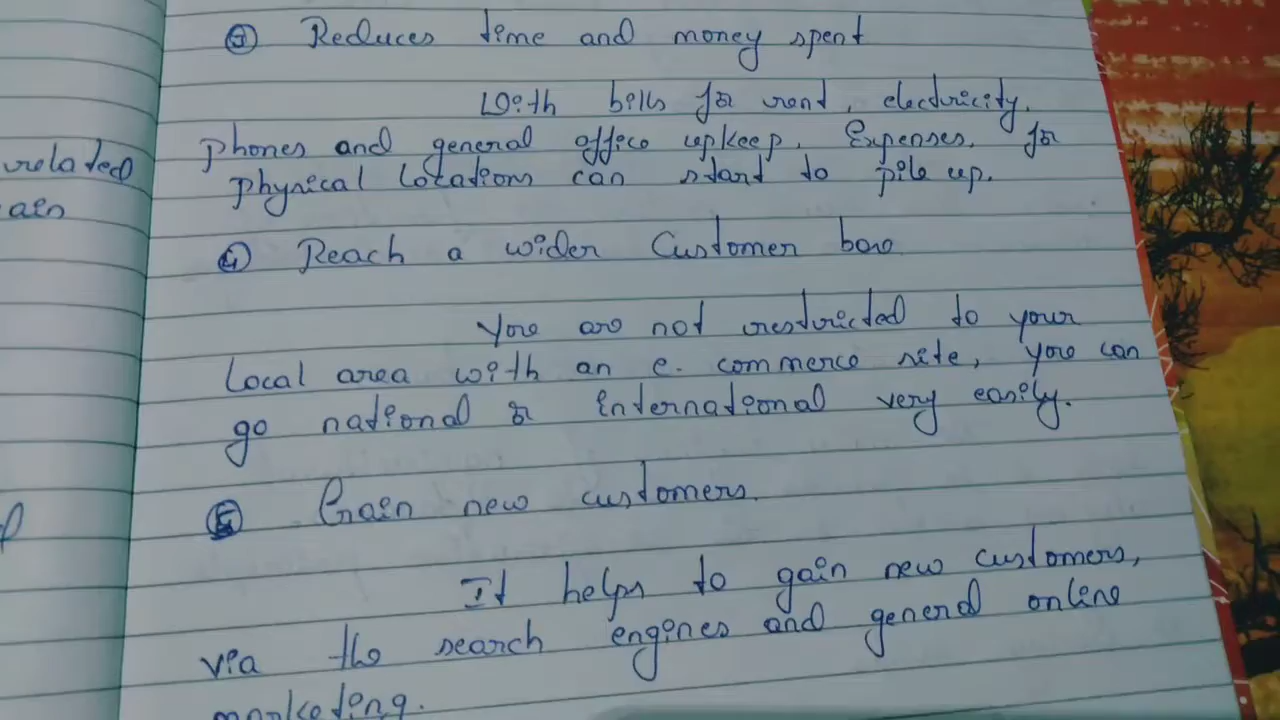 ③ Reduces time and money spent
With bills for rent, electricity,
phones and general office upkeep. Expenses, for
physical locations can start to pile up.
④ Reach a wider Customer base
You are not restricted to your
local area with an e. commerce site, you can
go national or international very easily.
⑤ Gain new customers.
It helps to gain new customers,
via the search engines and general online
marketing.
related